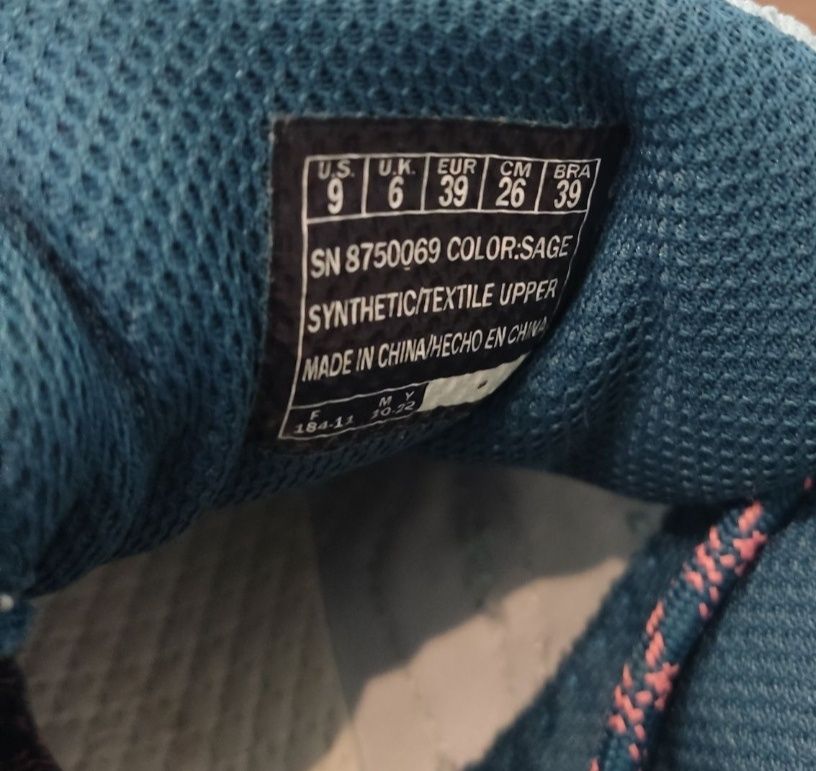 U.S. U.K. EUR CM BRA
9 6 39 26 39
SN 8750069 COLOR:SAGE
SYNTHETIC/TEXTILE UPPER
MADE IN CHINA/HECHO EN CHINA
F M Y
184-11 10-22